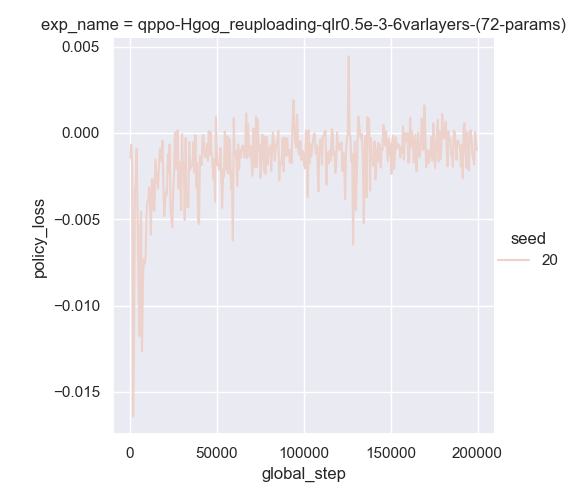 exp_name = qppo-Hgog_reuploading-qlr0.5e-3-6varlayers-(72-params)
0.005
0.000
−0.005
−0.010
−0.015
policy_loss
seed
20
0
50000
100000
150000
200000
global_step